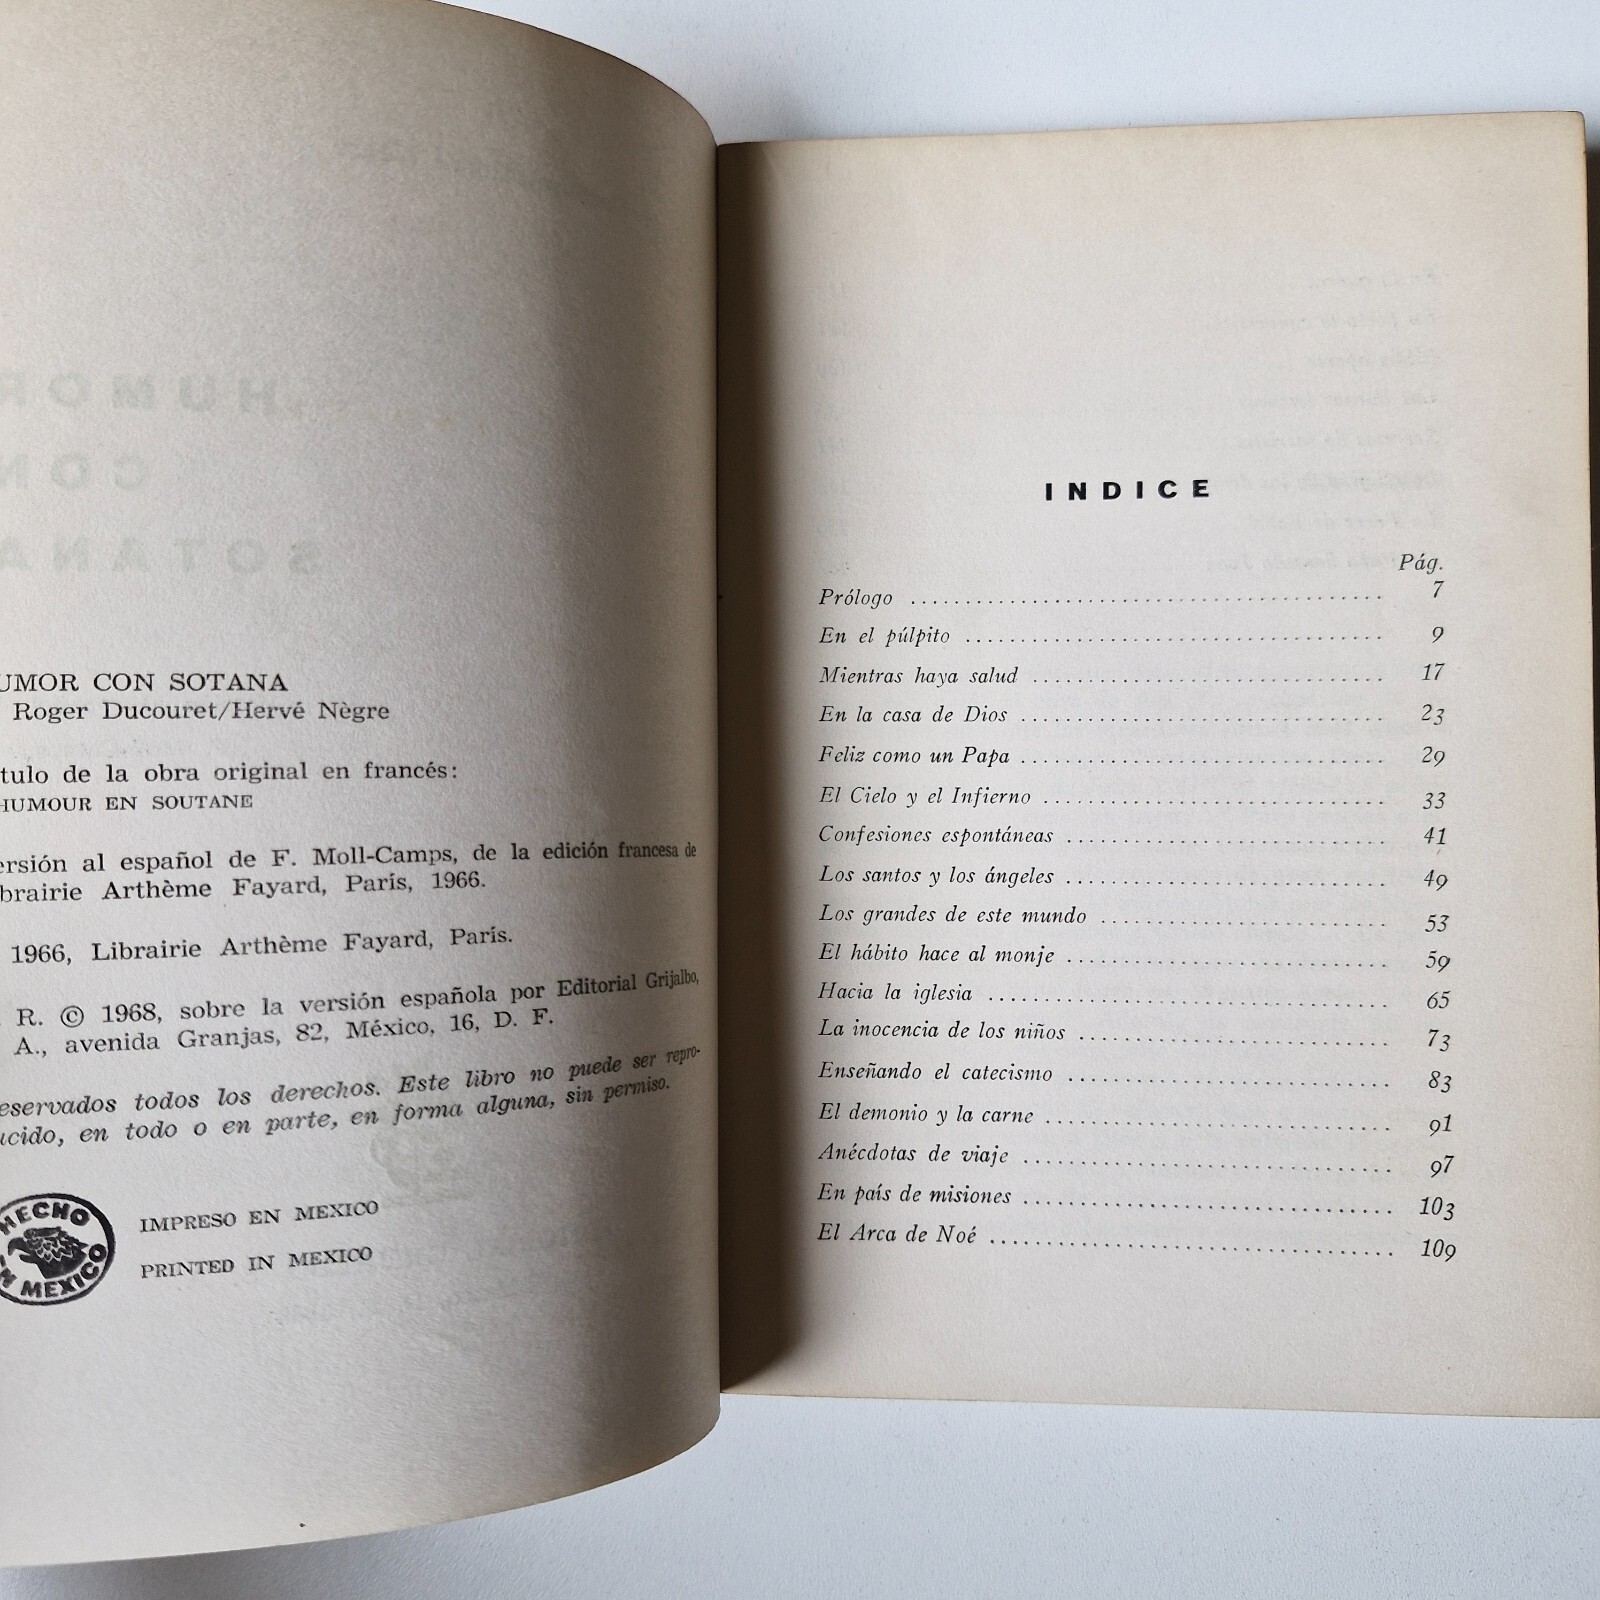 UMOR CON SOTANA
Roger Ducouret/Hervé Nègre
tulo de la obra original en francés:
HUMOUR EN SOUTANE
ersión al español de F. Moll-Camps, de la edición francesa de
brairie Arthème Fayard, París, 1966.
1966, Librairie Arthème Fayard, París.
R. © 1968, sobre la versión española por Editorial Grijalbo,
A., avenida Granjas, 82, México, 16, D. F.
eservados todos los derechos. Este libro no puede ser repro-
ucido, en todo o en parte, en forma alguna, sin permiso.
HECHO
EN MEXICO
IMPRESO EN MEXICO
PRINTED IN MEXICO
INDICE
Pág.
Prólogo 7
En el púlpito 9
Mientras haya salud 17
En la casa de Dios 23
Feliz como un Papa 29
El Cielo y el Infierno 33
Confesiones espontáneas 41
Los santos y los ángeles 49
Los grandes de este mundo 53
El hábito hace al monje 59
Hacia la iglesia 65
La inocencia de los niños 73
Enseñando el catecismo 83
El demonio y la carne 91
Anécdotas de viaje 97
En país de misiones 103
El Arca de Noé 109